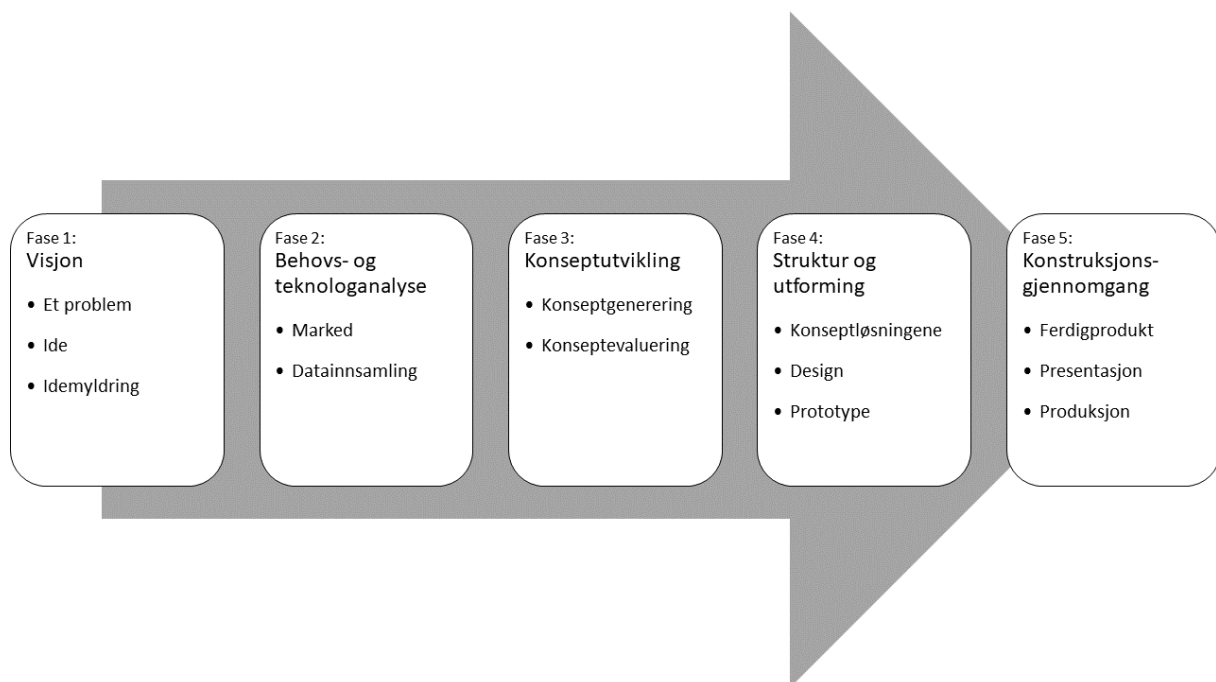 Fase 1:
Visjon
• Et problem
• Ide
• Idemyldring
Fase 2:
Behovs- og
teknologanalyse
• Marked
• Datainnsamling
Fase 3:
Konseptutvikling
• Konseptgenerering
• Konseptevaluering
Fase 4:
Struktur og
utforming
• Konseptløsningene
• Design
• Prototype
Fase 5:
Konstruksjons-
gjennomgang
• Ferdigprodukt
• Presentasjon
• Produksjon